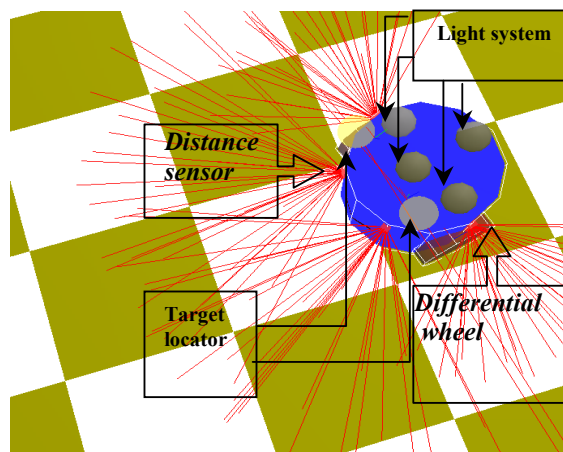 Light system
Distance
sensor
Target
locator
Differential
wheel